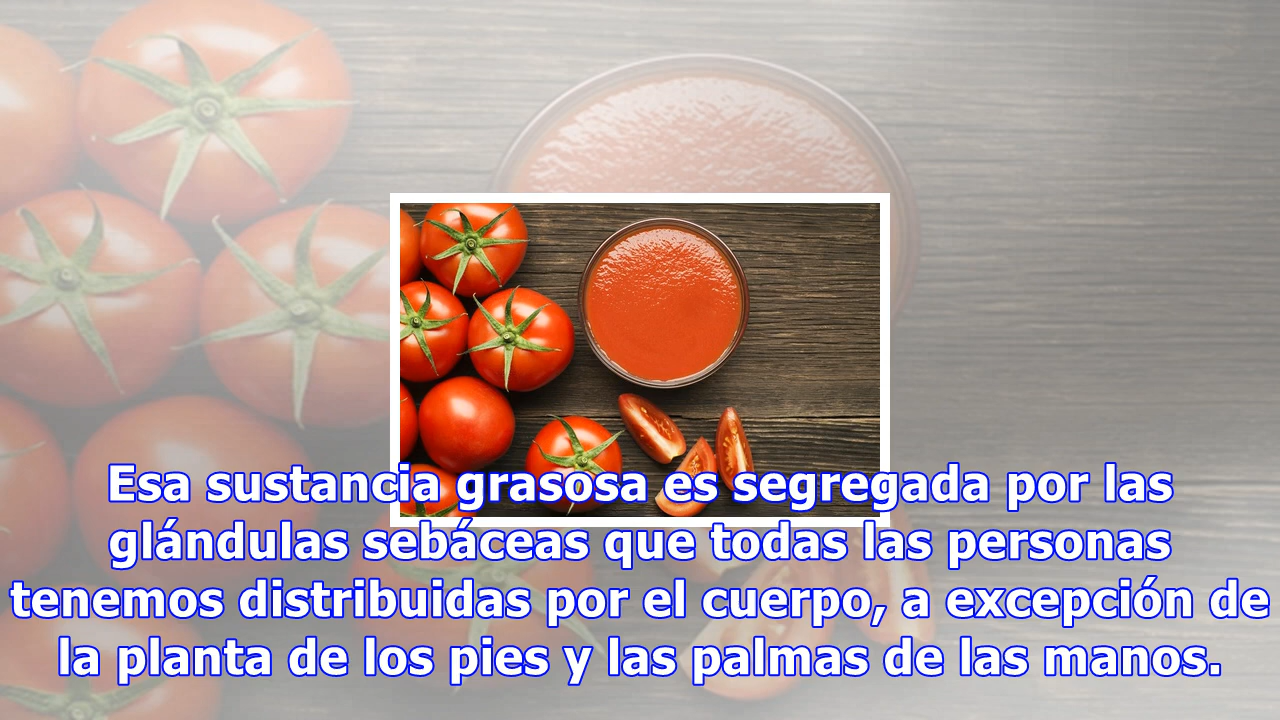 Esa sustancia grasosa es segregada por las
glándulas sebáceas que todas las personas
tenemos distribuidas por el cuerpo, a excepción de
la planta de los pies y las palmas de las manos.